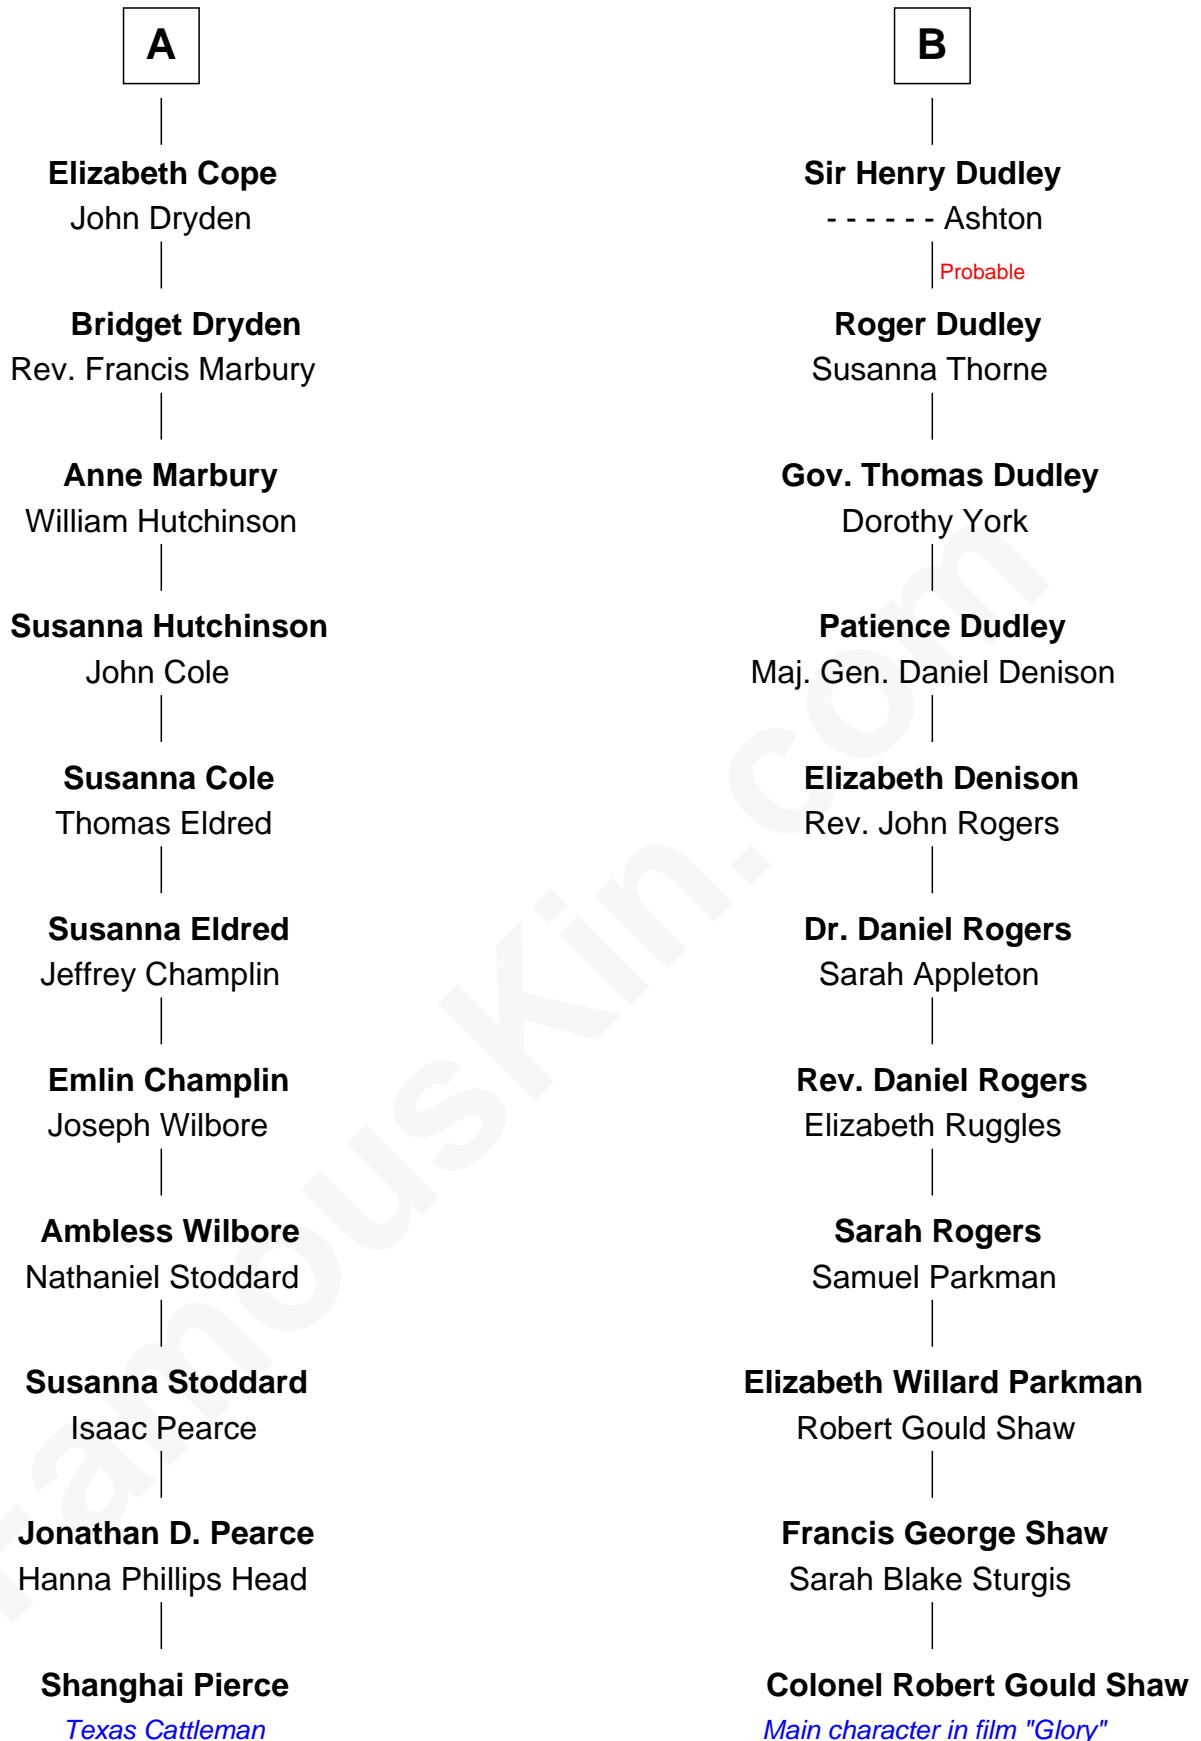 A
Elizabeth Cope
John Dryden
Bridget Dryden
Rev. Francis Marbury
Anne Marbury
William Hutchinson
Susanna Hutchinson
John Cole
Susanna Cole
Thomas Eldred
Susanna Eldred
Jeffrey Champlin
Emlin Champlin
Joseph Wilbore
Ambless Wilbore
Nathaniel Stoddard
Susanna Stoddard
Isaac Pearce
Jonathan D. Pearce
Hanna Phillips Head
Shanghai Pierce
Texas Cattleman
B
Sir Henry Dudley
- - - - - - Ashton
Probable
Roger Dudley
Susanna Thorne
Gov. Thomas Dudley
Dorothy York
Patience Dudley
Maj. Gen. Daniel Denison
Elizabeth Denison
Rev. John Rogers
Dr. Daniel Rogers
Sarah Appleton
Rev. Daniel Rogers
Elizabeth Ruggles
Sarah Rogers
Samuel Parkman
Elizabeth Willard Parkman
Robert Gould Shaw
Francis George Shaw
Sarah Blake Sturgis
Colonel Robert Gould Shaw
Main character in film "Glory"
FamousKin.com